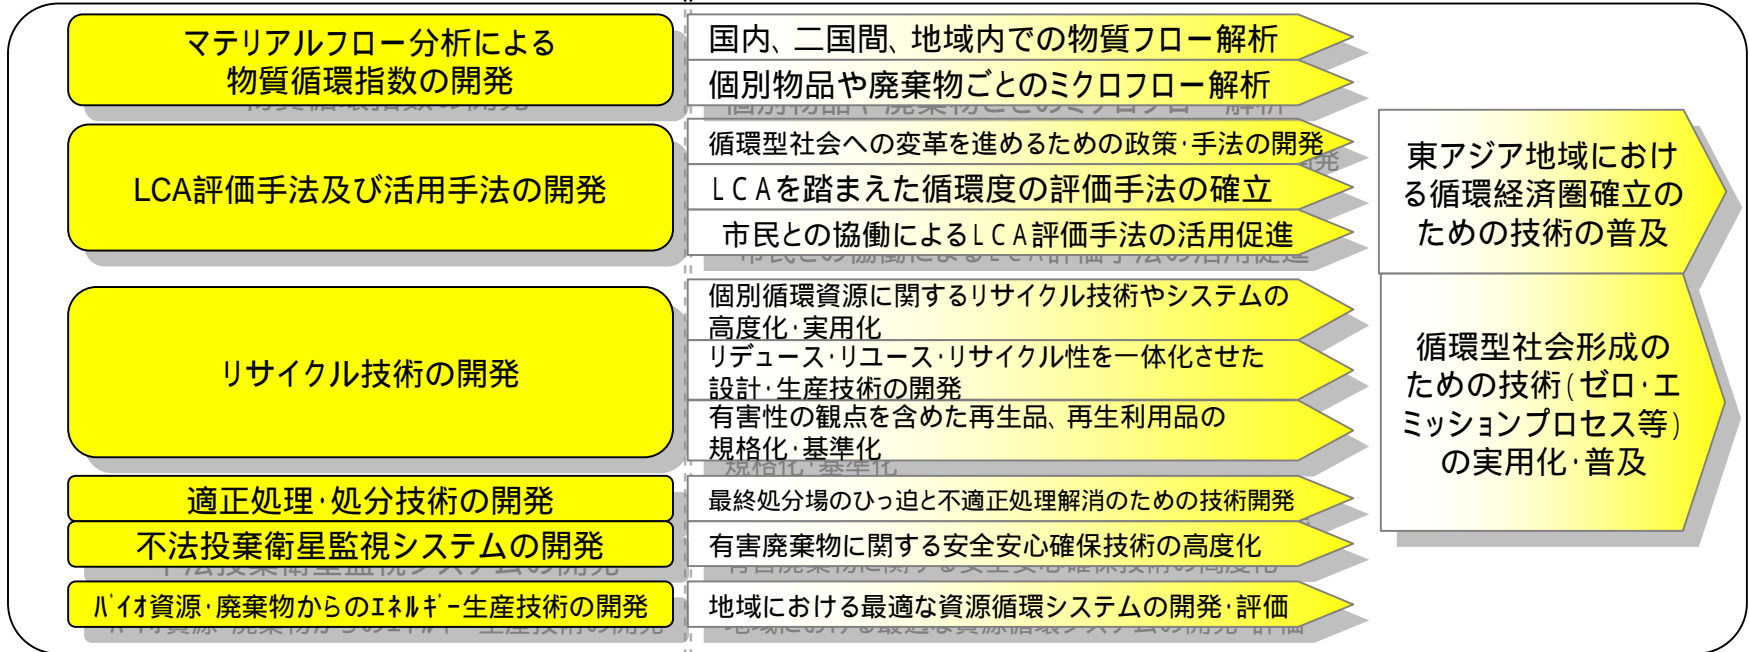 マテリアルフロー分析による
物質循環指数の開発
国内、二国間、地域内での物質フロー解析
個別物品や廃棄物ごとのミクロフロー解析
LCA評価手法及び活用手法の開発
循環型社会への変革を進めるための政策・手法の開発
LCAを踏まえた循環度の評価手法の確立
市民との協働によるLCA評価手法の活用促進
リサイクル技術の開発
個別循環資源に関するリサイクル技術やシステムの
高度化・実用化
リデュース・リユース・リサイクル性を一体化させた
設計・生産技術の開発
有害性の観点を含めた再生品、再生利用品の
規格化・基準化
適正処理・処分技術の開発
最終処分場のひっ迫と不適正処理解消のための技術開発
不法投棄衛星監視システムの開発
有害廃棄物に関する安全安心確保技術の高度化
バイオ資源・廃棄物からのエネルギー生産技術の開発
地域における最適な資源循環システムの開発・評価
東アジア地域におけ
る循環経済圏確立の
ための技術の普及
循環型社会形成の
ための技術(ゼロ・エ
ミッションプロセス等)
の実用化・普及